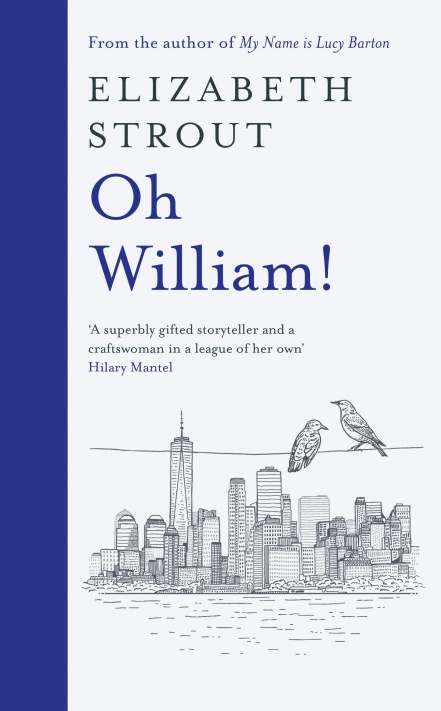 From the author of My Name is Lucy Barton
ELIZABETH
STROUT
Oh
William!
‘A superbly gifted storyteller and a
craftswoman in a league of her own’
Hilary Mantel